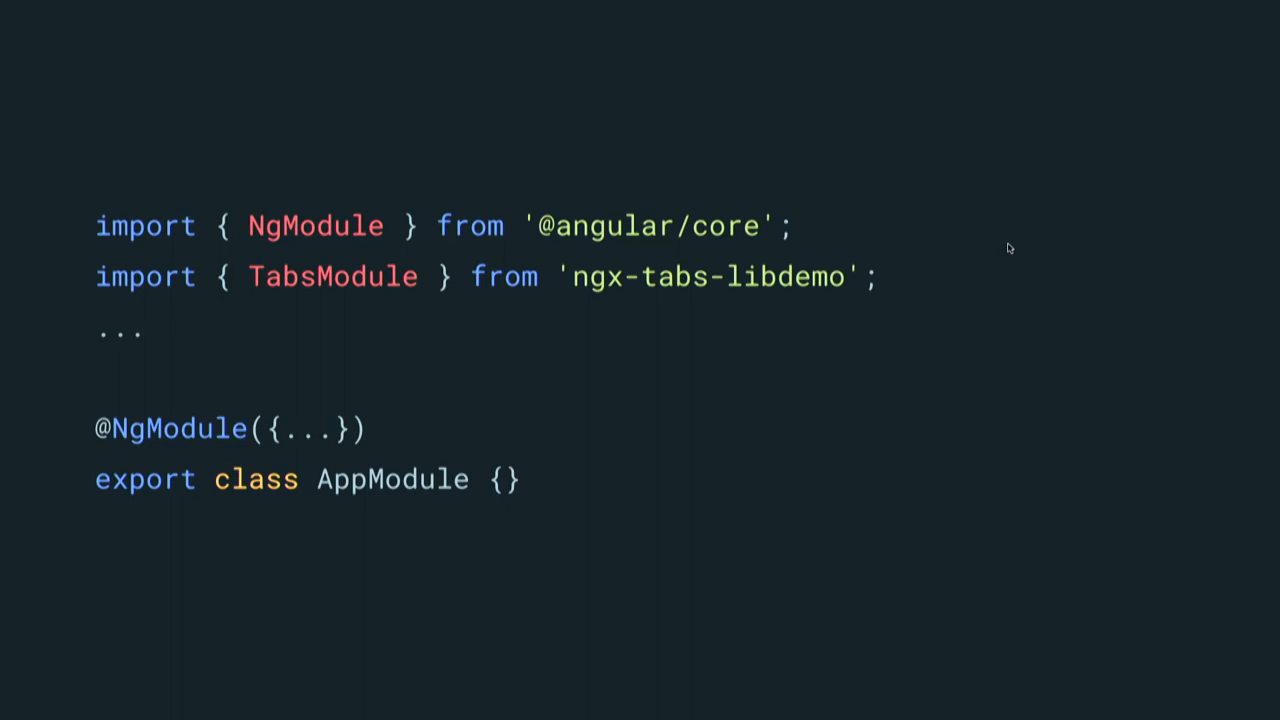 import { NgModule } from '@angular/core';
import { TabsModule } from 'ngx-tabs-libdemo';
...
@NgModule({...})
export class AppModule {}